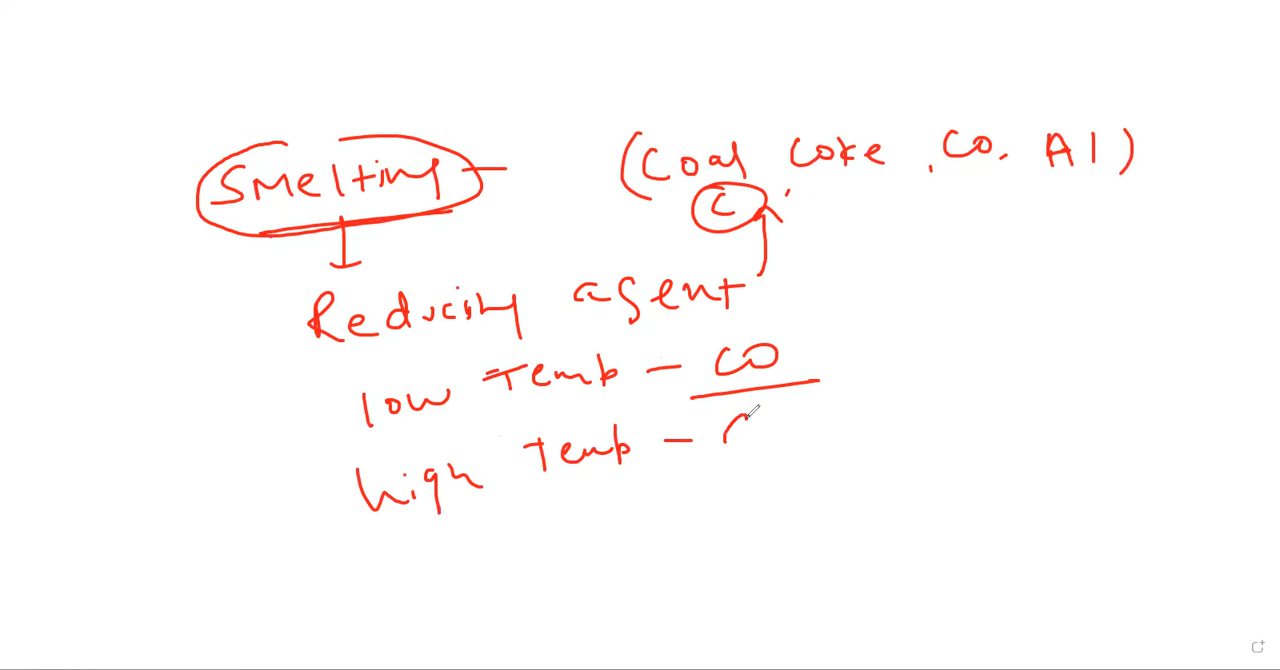 Smelting - (Coal, Coke, CO, Al)
C
Reducing agent
low Temp - CO
high Temp -